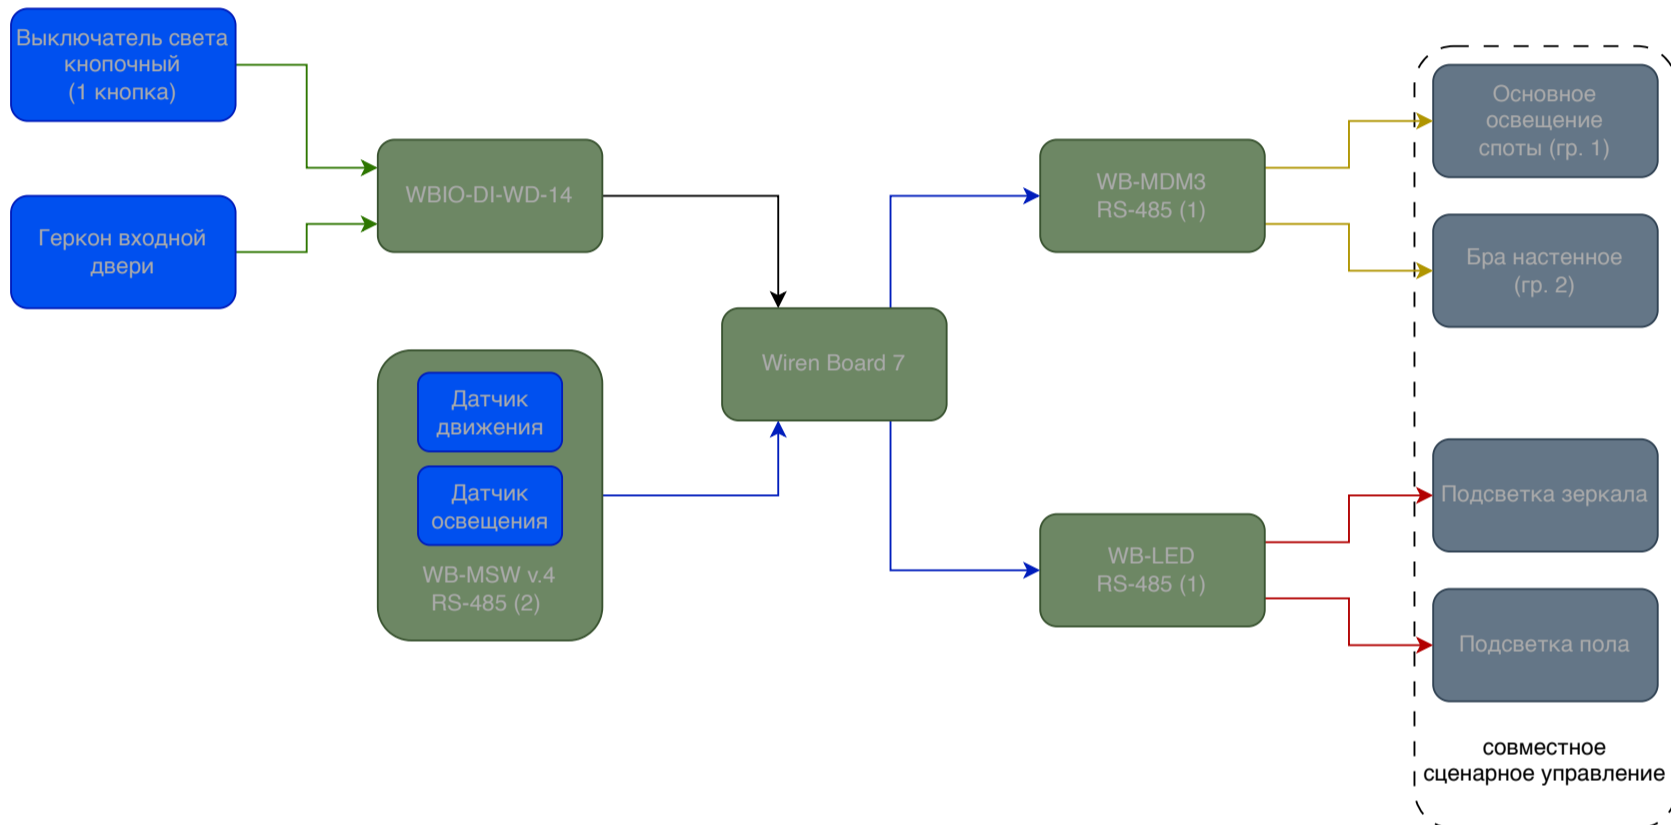 Выключатель света
кнопочный
(1 кнопка)
Геркон входной
двери
WBIO-DI-WD-14
Датчик
движения
Датчик
освещения
WB-MSW v.4
RS-485 (2)
Wiren Board 7
WB-MDM3
RS-485 (1)
WB-LED
RS-485 (1)
Основное
освещение
споты (гр. 1)
Бра настенное
(гр. 2)
Подсветка зеркала
Подсветка пола
совместное
сценарное управление